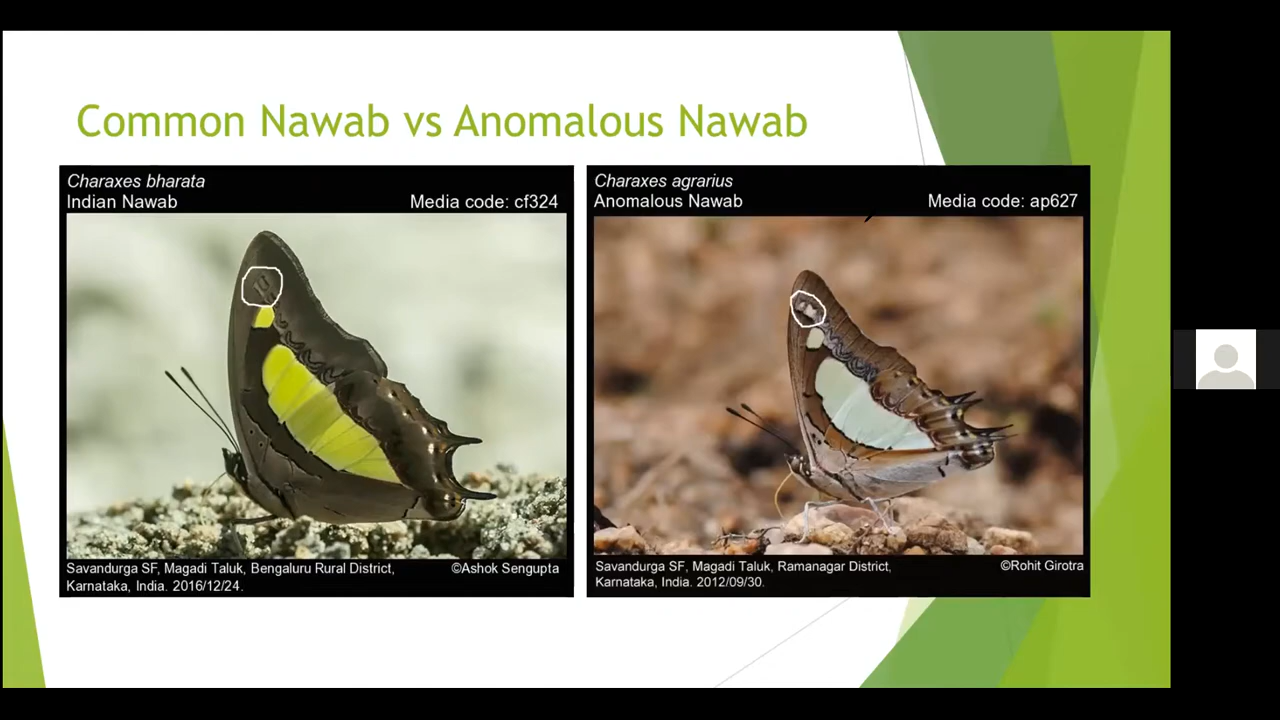 Common Nawab vs Anomalous Nawab
Charaxes bharata
Indian Nawab Media code: cf324
Savandurga SF, Magadi Taluk, Bengaluru Rural District, ©Ashok Sengupta
Karnataka, India. 2016/12/24.
Charaxes agrarius
Anomalous Nawab Media code: ap627
Savandurga SF, Magadi Taluk, Ramanagar District, ©Rohit Girotra
Karnataka, India. 2012/09/30.